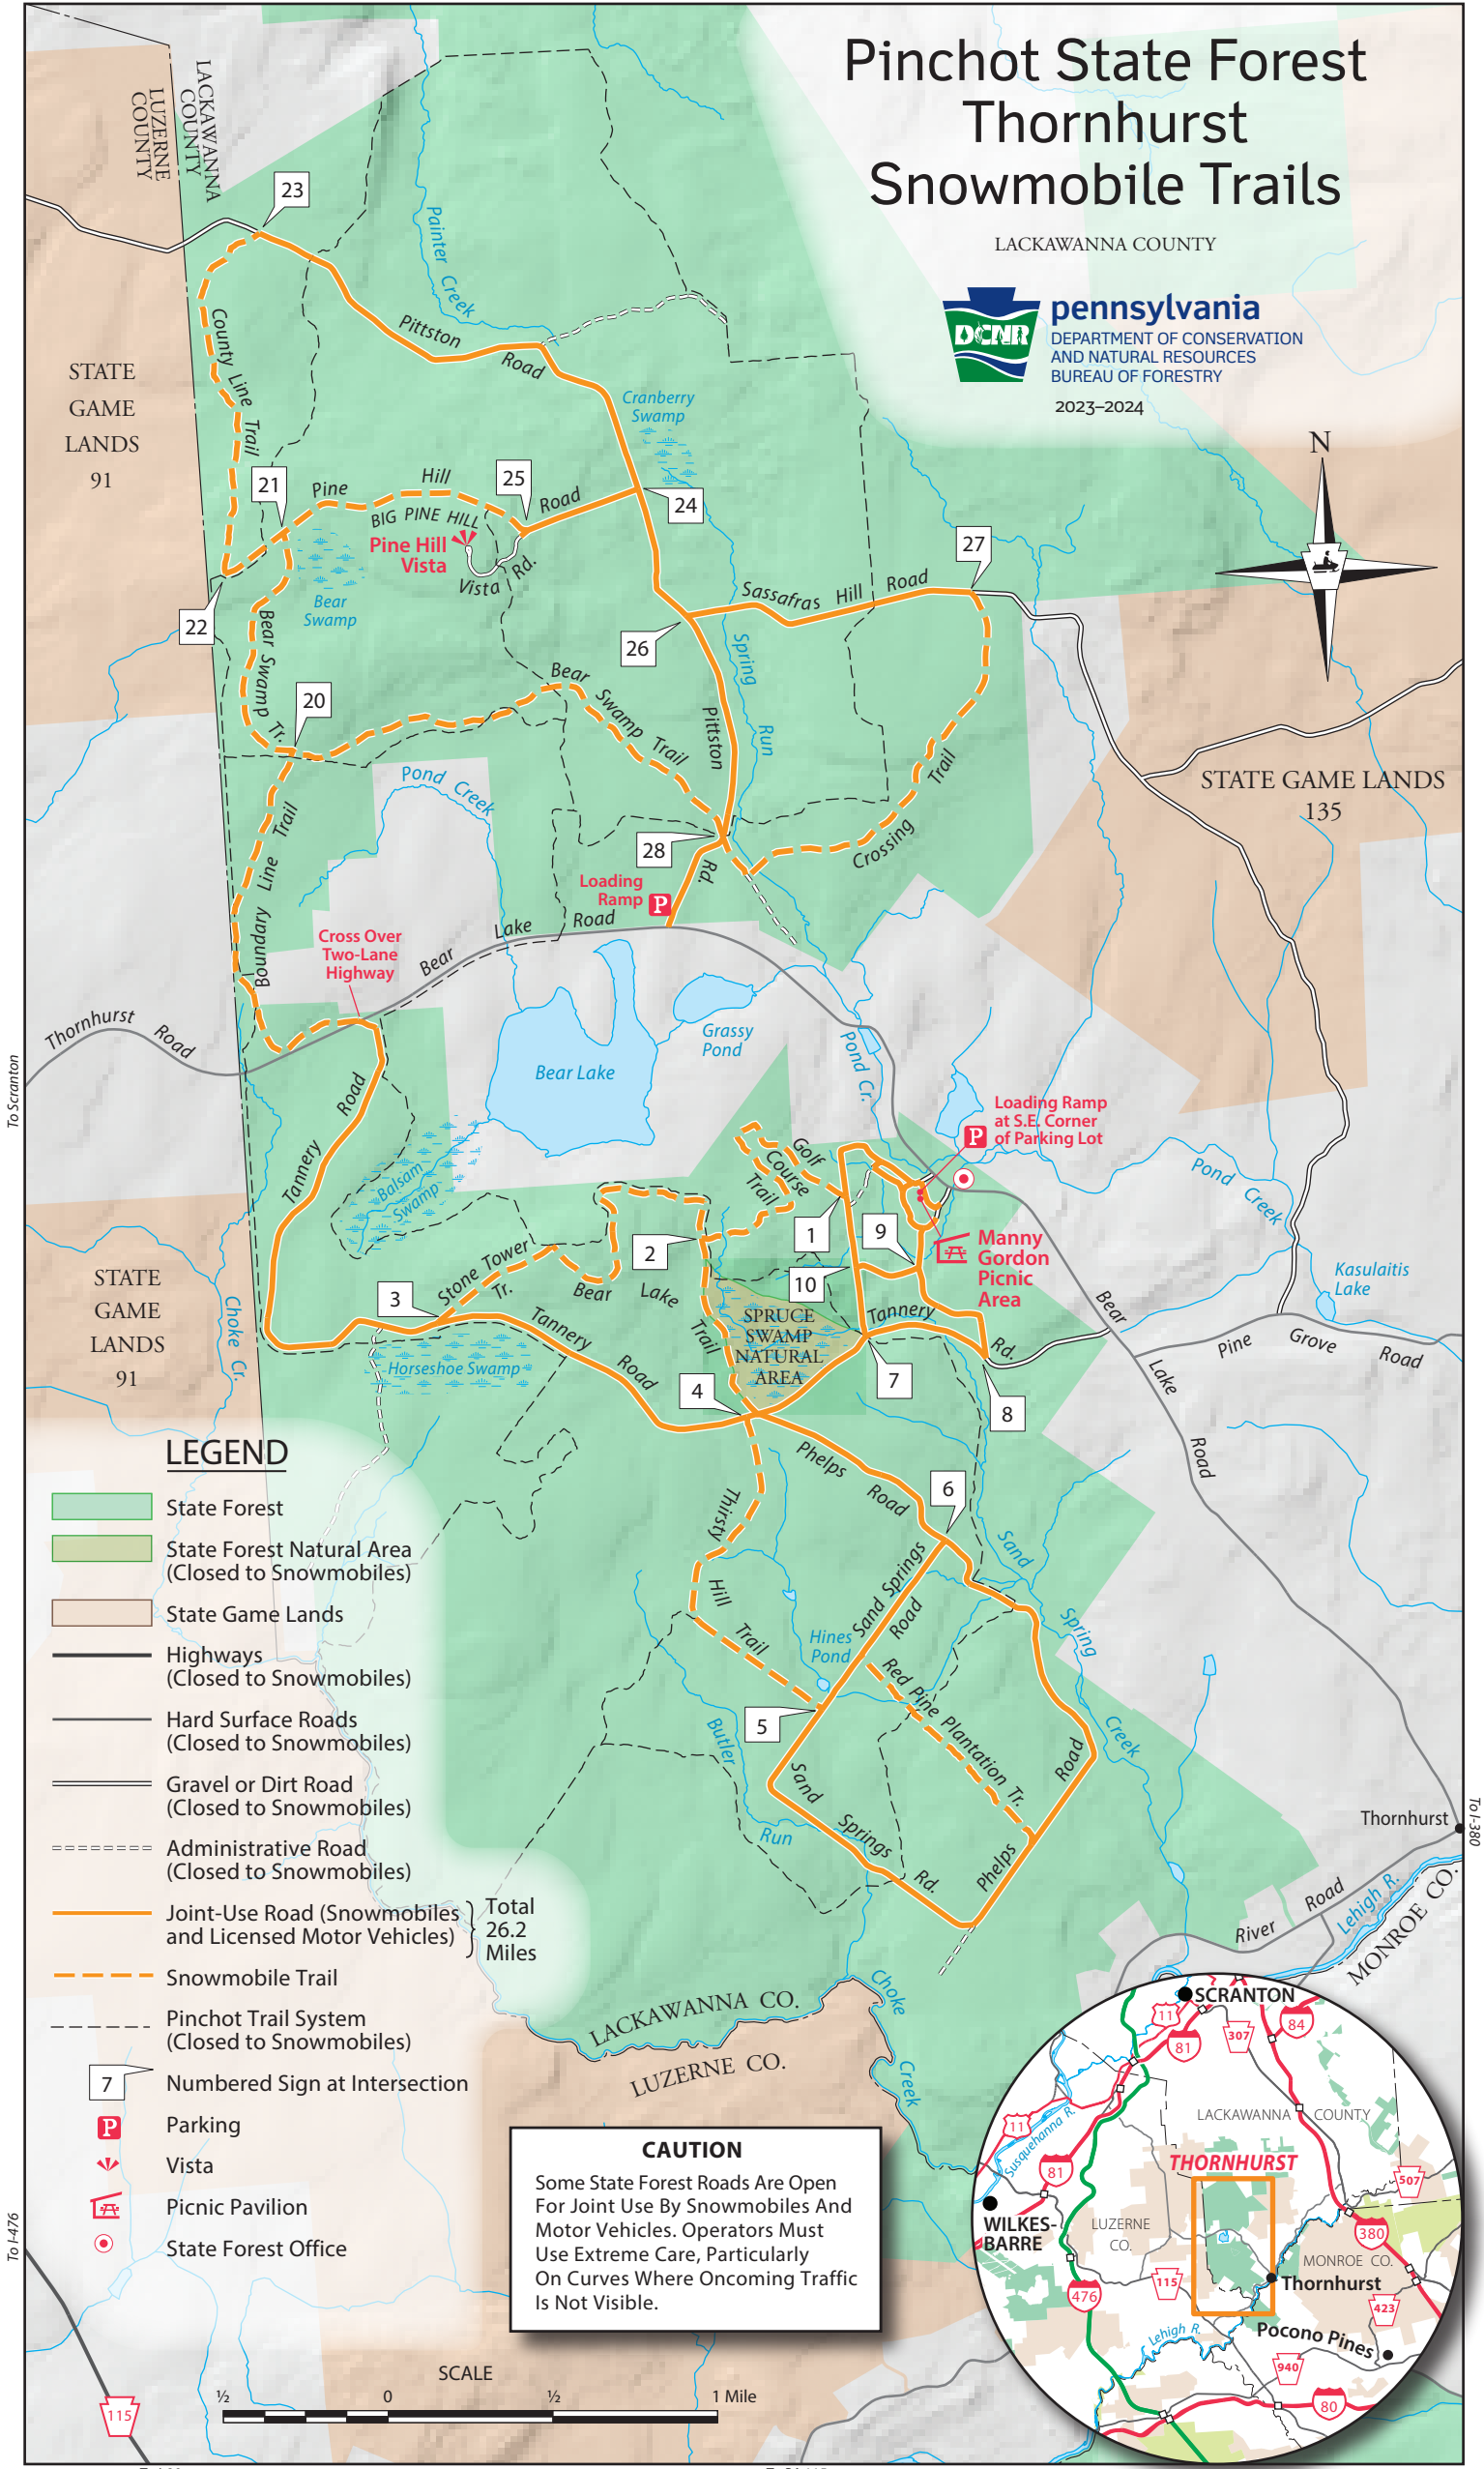 Pinchot State Forest
Thornhurst
Snowmobile Trails
LACKAWANNA COUNTY
DCNR
pennsylvania
DEPARTMENT OF CONSERVATION
AND NATURAL RESOURCES
BUREAU OF FORESTRY
2023–2024
N
LACKAWANNA
COUNTY
LUZERNE
COUNTY
23
Painter Creek
County Line Trail
Pittston
Road
STATE
GAME
LANDS
91
Cranberry
Swamp
21
Pine
Hill
25
Road
24
BIG PINE HILL
Pine Hill
Vista
Vista Rd.
27
Bear
Swamp
22
Sassafras Hill Road
26
Spring
Run
Bear Swamp Tr.
20
Bear Swamp Trail
Pittston
Rd.
STATE GAME LANDS
135
Pond Creek
Trail
Crossing
28
Loading
Ramp
P
Boundary Line Trail
Cross Over
Two-Lane
Highway
Bear
Lake
Road
Thornhurst
Road
To Scranton
Grassy
Pond
Bear Lake
Pond Cr.
Loading Ramp
at S.E. Corner
of Parking Lot
P
Tannery
Road
Golf
Course
Trail
Balsam
Swamp
Pond Creek
1
9
2
Manny
Gordon
Picnic
Area
10
Stone Tower
Tr.
Bear
Lake
Trail
3
STATE
GAME
LANDS
91
Choke Cr.
Kasulaitis
Lake
Bear
Lake
Road
Pine
Grove
Road
SPRUCE
SWAMP
NATURAL
AREA
Tannery
Rd.
Tannery
Road
Horseshoe Swamp
7
4
8
Phelps
Road
6
Thirsty
Hill
Trail
Sand
Spring
Creek
Sand Springs
Road
Hines
Pond
Red Pine Plantation Tr.
5
Butler
Run
Sand
Springs
Rd.
Phelps
Road
Thornhurst
To I-380
River
Road
Lehigh R.
MONROE CO.
Choke
Creek
LACKAWANNA CO.
LUZERNE CO.
LEGEND
State Forest
State Forest Natural Area
(Closed to Snowmobiles)
State Game Lands
Highways
(Closed to Snowmobiles)
Hard Surface Roads
(Closed to Snowmobiles)
Gravel or Dirt Road
(Closed to Snowmobiles)
Administrative Road
(Closed to Snowmobiles)
Joint-Use Road (Snowmobiles
and Licensed Motor Vehicles)
Total
26.2
Miles
Snowmobile Trail
Pinchot Trail System
(Closed to Snowmobiles)
7
Numbered Sign at Intersection
P
Parking
Vista
Picnic Pavilion
State Forest Office
To I-476
115
CAUTION
Some State Forest Roads Are Open
For Joint Use By Snowmobiles And
Motor Vehicles. Operators Must
Use Extreme Care, Particularly
On Curves Where Oncoming Traffic
Is Not Visible.
SCALE
½
0
½
1 Mile
SCRANTON
11
81
307
84
LACKAWANNA
COUNTY
11
Susquehanna R.
81
THORNHURST
507
WILKES-
BARRE
LUZERNE
CO.
380
MONROE CO.
115
Thornhurst
476
423
Lehigh R.
Pocono Pines
940
80